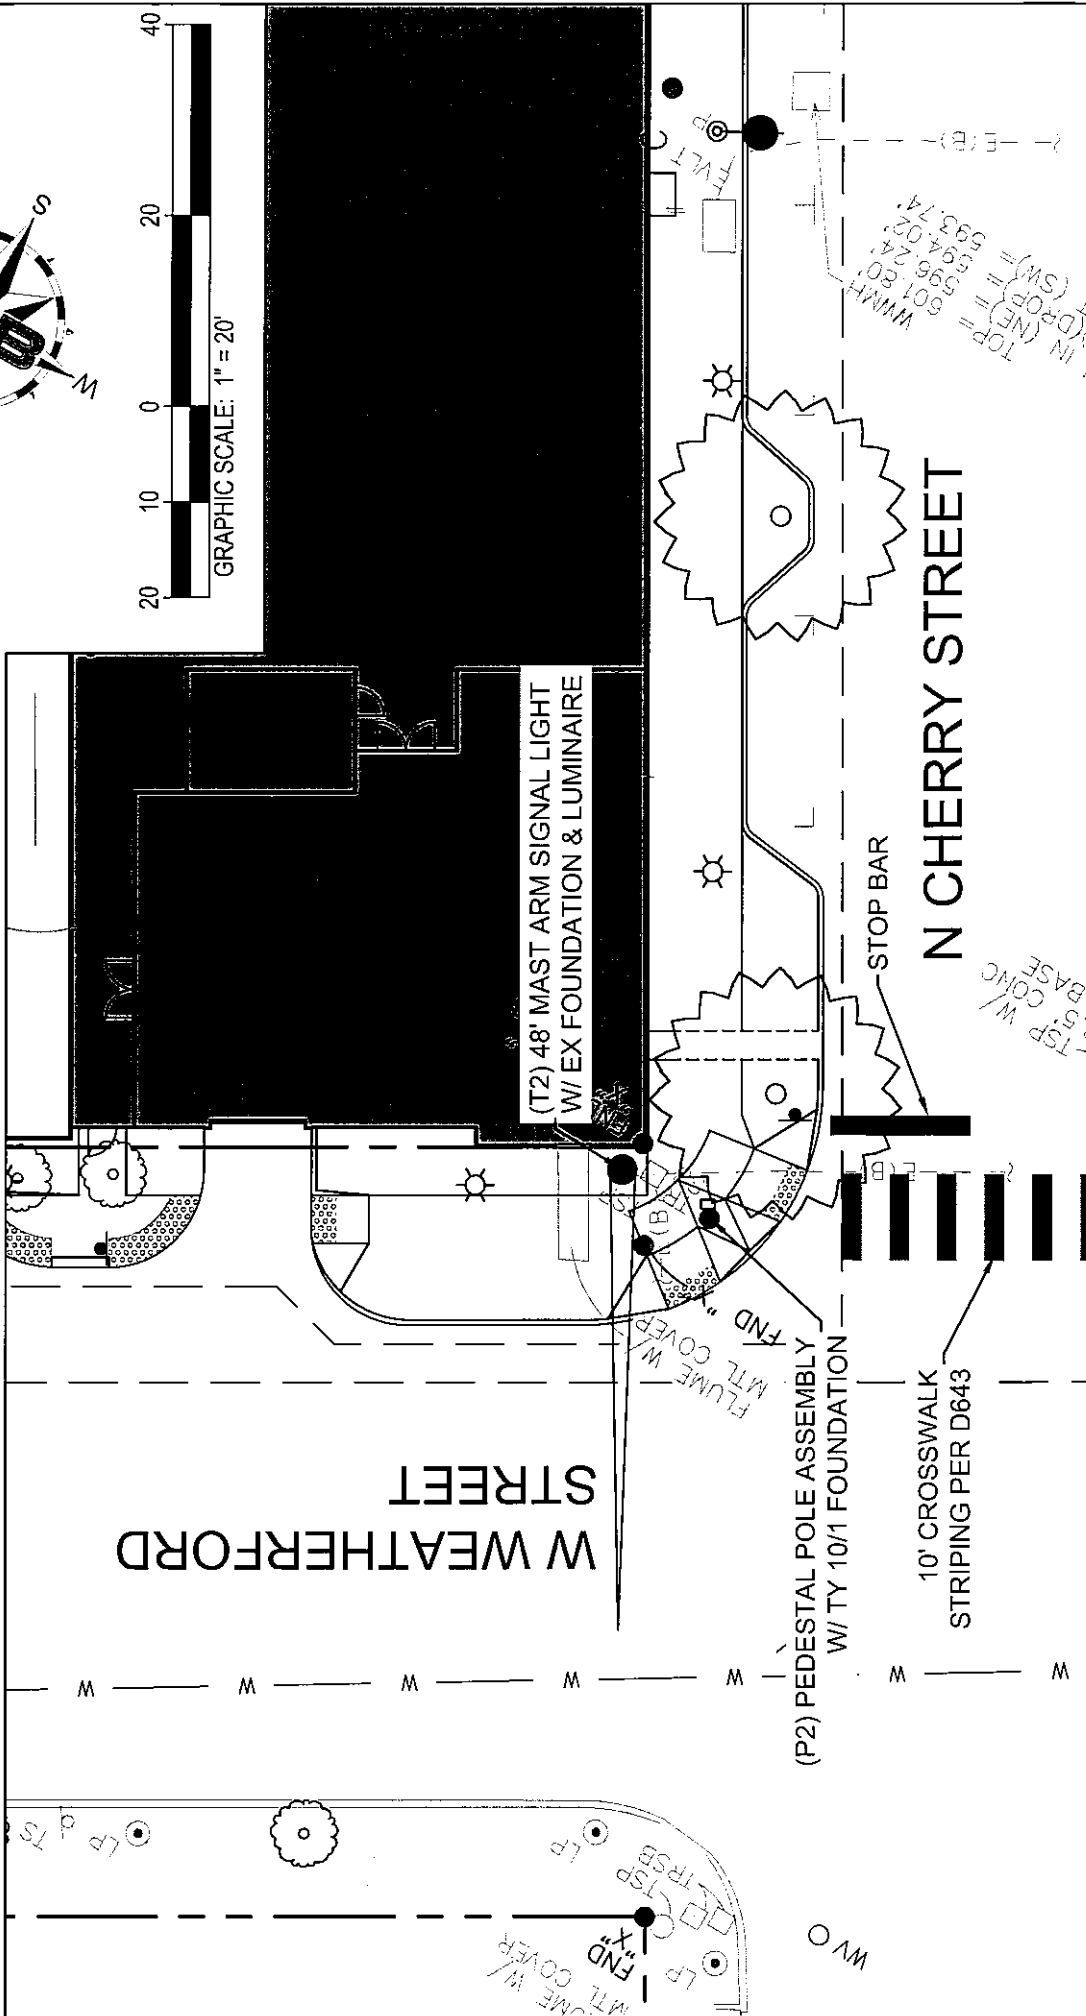 S
W
20
10
0
20
40
GRAPHIC SCALE: 1" = 20'
(T2) 48' MAST ARM SIGNAL LIGHT
W/ EX FOUNDATION & LUMINAIRE
FVLT
P
E(B)
WWMH
TOP= 601.80'
IN (NE)= 596.24'
(DROP = 594.02'
(SW)= 593.74'
N CHERRY STREET
STOP BAR
TSP W/
CONC
BASE
E(B)
FND
FLUME W/
MTL COVER
(P2) PEDESTAL POLE ASSEMBLY
W/ TY 10/1 FOUNDATION
10' CROSSWALK
STRIPING PER D643
W WEATHERFORD
STREET
W
W
W
W
W
W
W
TS
LP
LP
TSP
TRSB
FND
"X"
LP
MTL COVER
WV